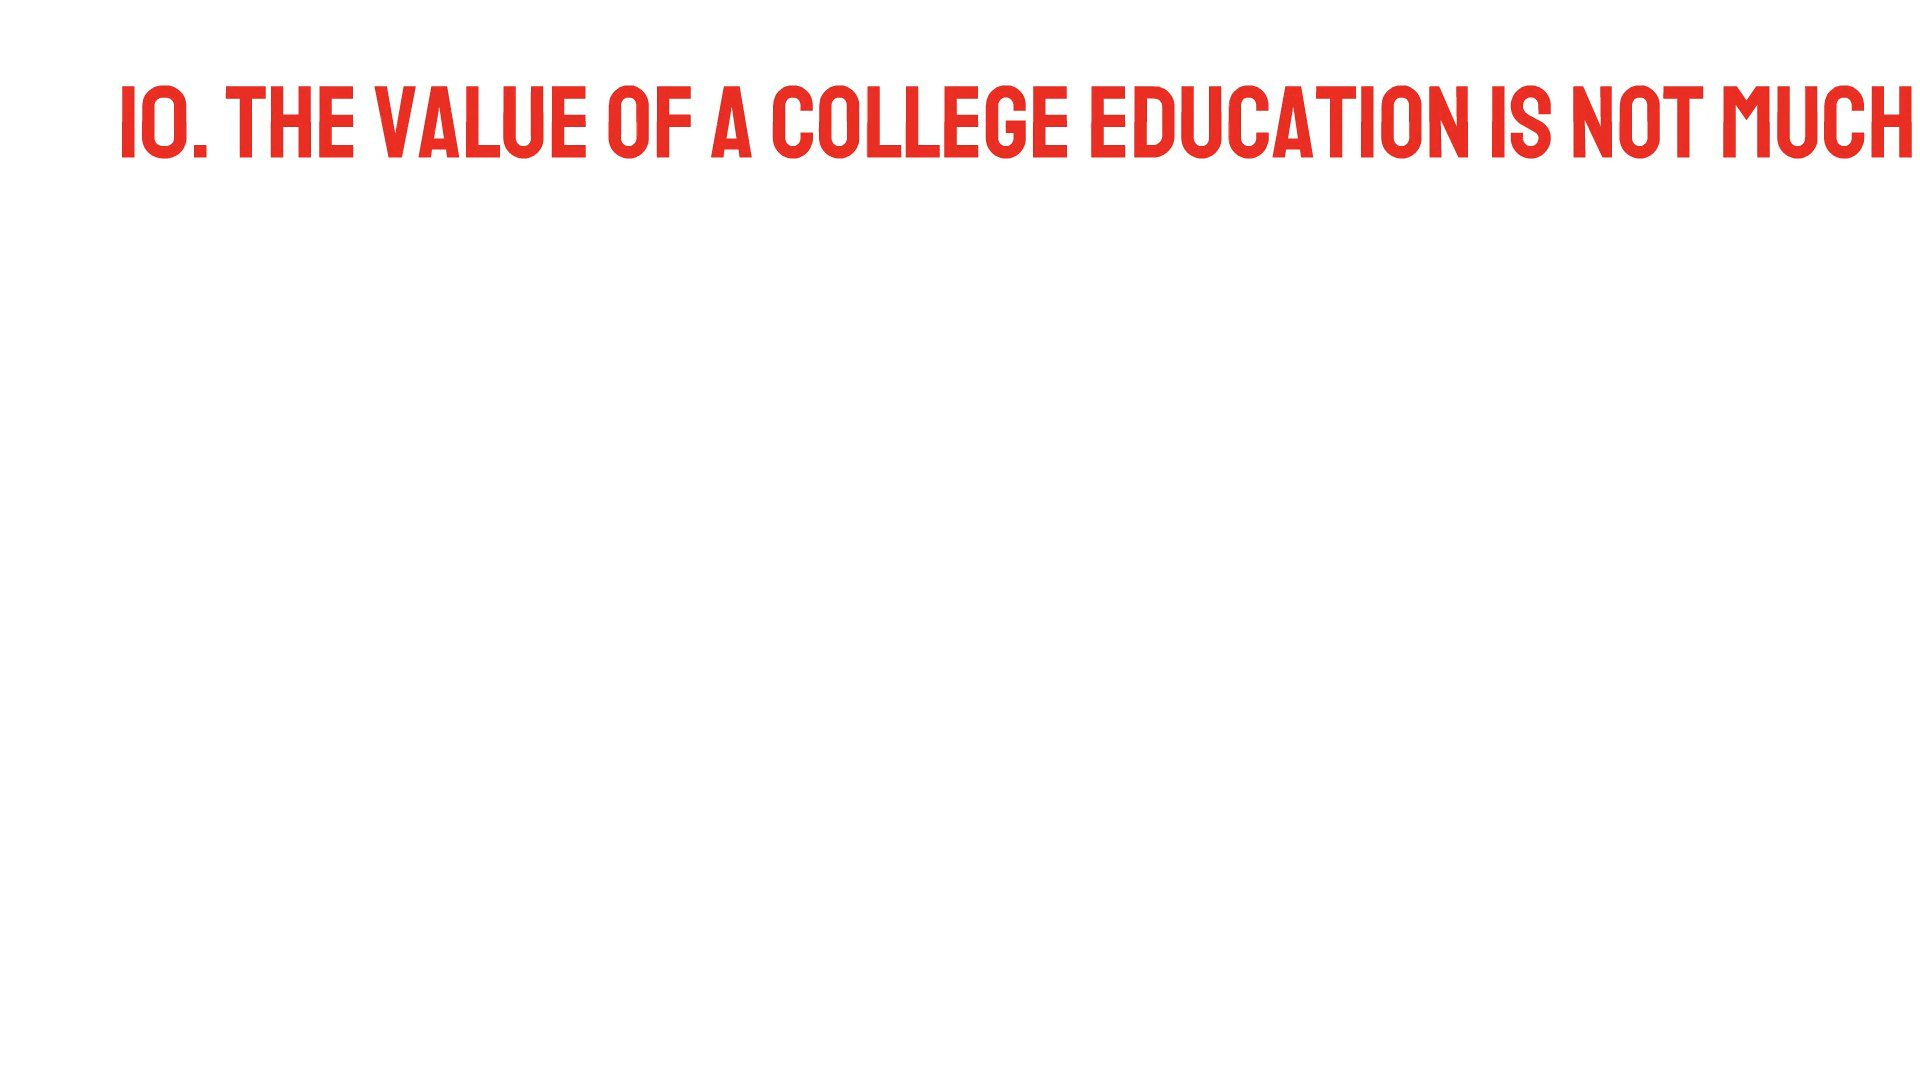 10. THE VALUE OF A COLLEGE EDUCATION IS NOT MUCH